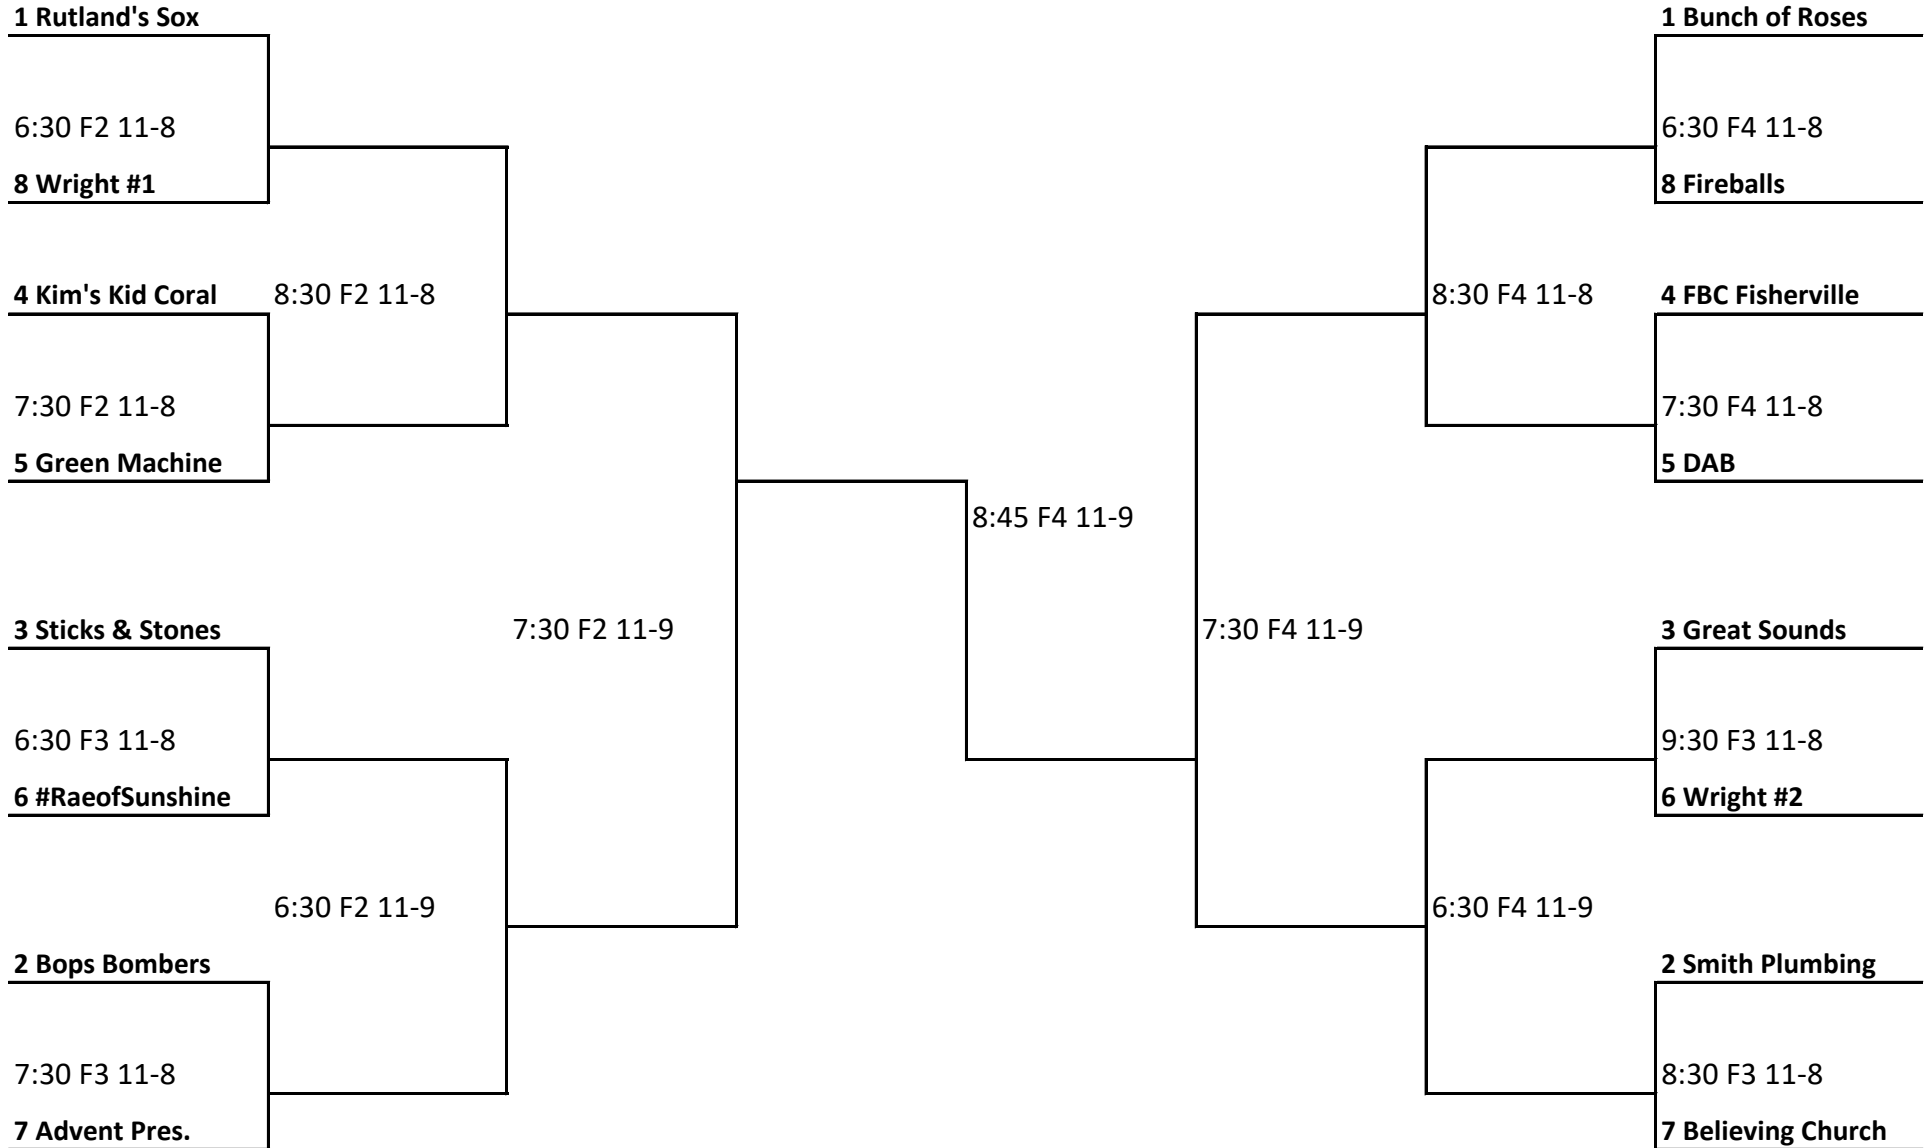 1 Rutland's Sox
1 Bunch of Roses
6:30 F2 11-8
6:30 F4 11-8
8 Wright #1
8 Fireballs
4 Kim's Kid Coral
8:30 F2 11-8
8:30 F4 11-8
4 FBC Fisherville
7:30 F2 11-8
7:30 F4 11-8
5 Green Machine
5 DAB
8:45 F4 11-9
3 Sticks & Stones
7:30 F2 11-9
7:30 F4 11-9
3 Great Sounds
6:30 F3 11-8
9:30 F3 11-8
6 #RaeofSunshine
6 Wright #2
6:30 F2 11-9
6:30 F4 11-9
2 Bops Bombers
2 Smith Plumbing
7:30 F3 11-8
8:30 F3 11-8
7 Advent Pres.
7 Believing Church